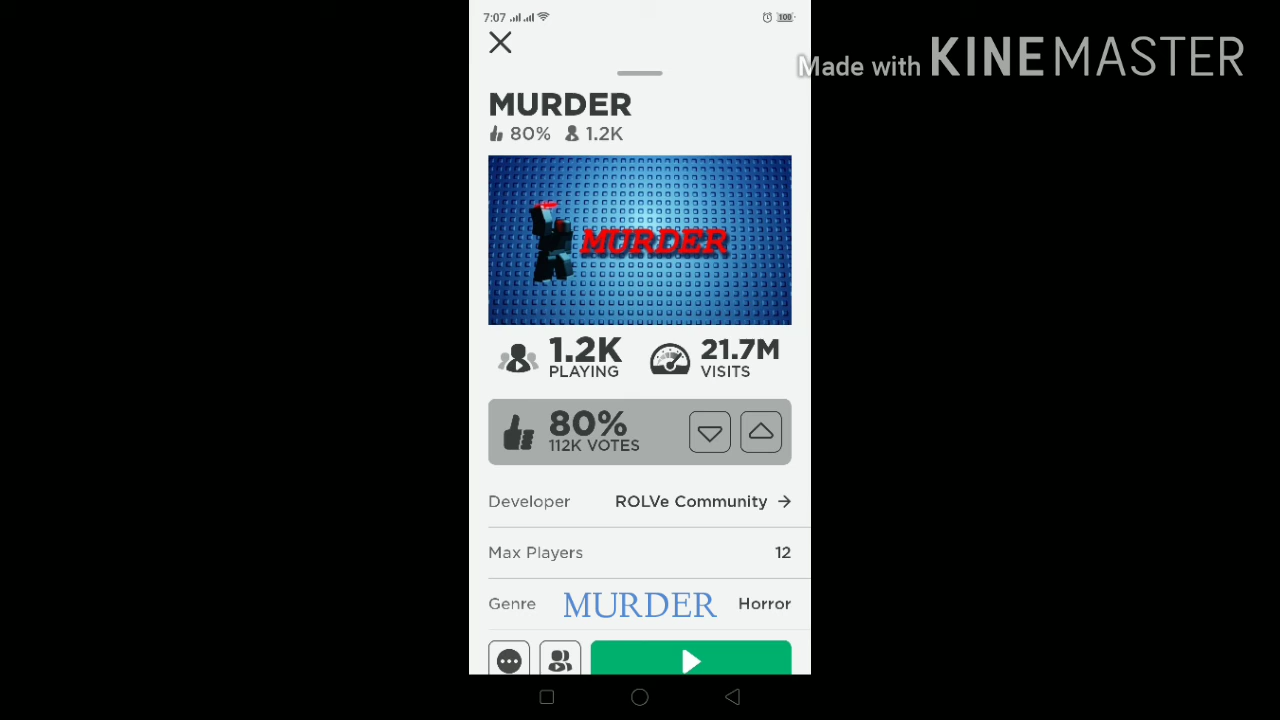 7:07
100
Made with KINEMASTER
MURDER
80% 1.2K
MURDER
1.2K
PLAYING
21.7M
VISITS
80%
112K VOTES
Developer ROLVe Community
Max Players 12
Genre MURDER Horror